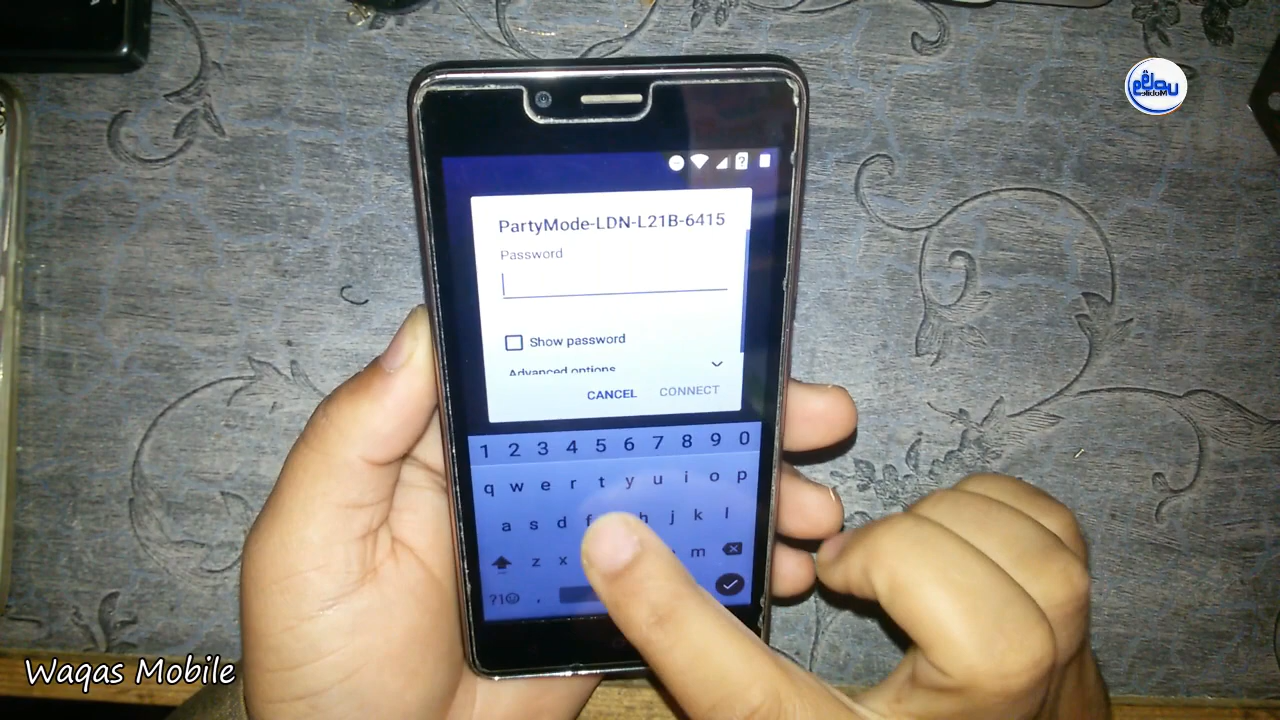 PartyMode-LDN-L21B-6415
Password
Show password
Advanced options
CANCEL CONNECT
1 2 3 4 5 6 7 8 9 0
q w e r t y u i o p
a s d f h j k l
z x m
?1☺ ,
Waqas Mobile